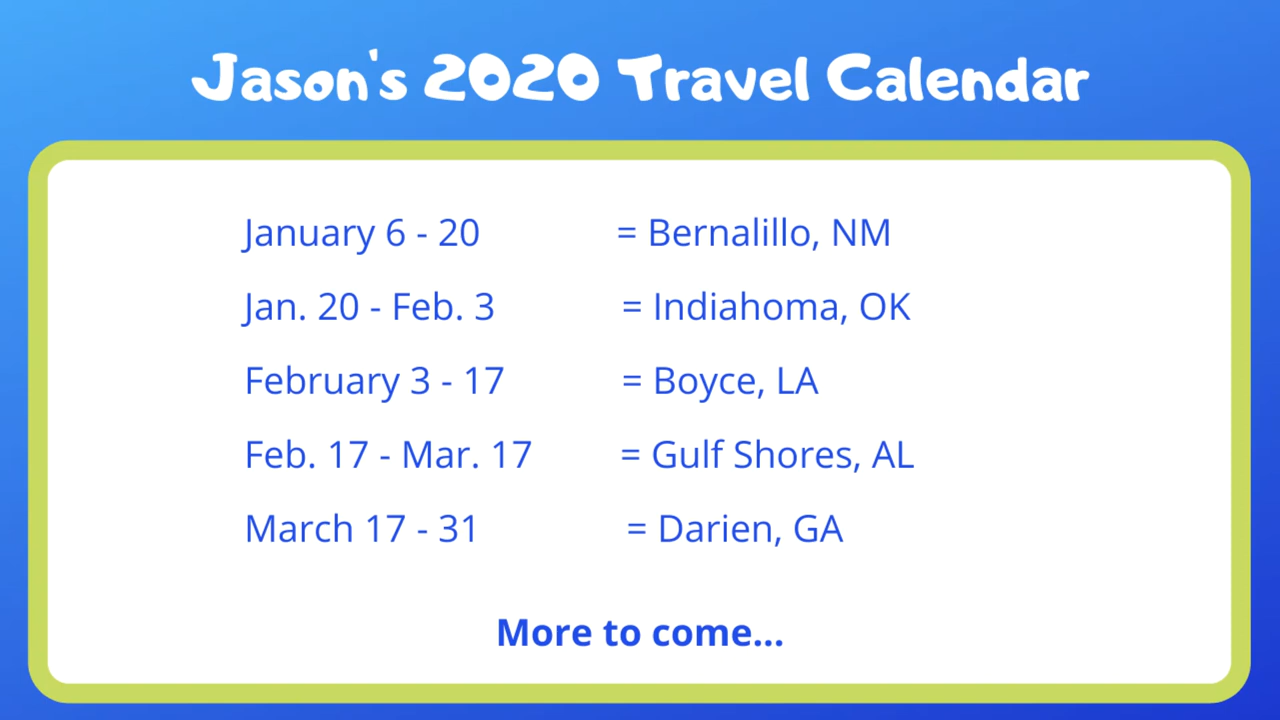 Jason's 2020 Travel Calendar
January 6 - 20 = Bernalillo, NM
Jan. 20 - Feb. 3 = Indiahoma, OK
February 3 - 17 = Boyce, LA
Feb. 17 - Mar. 17 = Gulf Shores, AL
March 17 - 31 = Darien, GA
More to come...